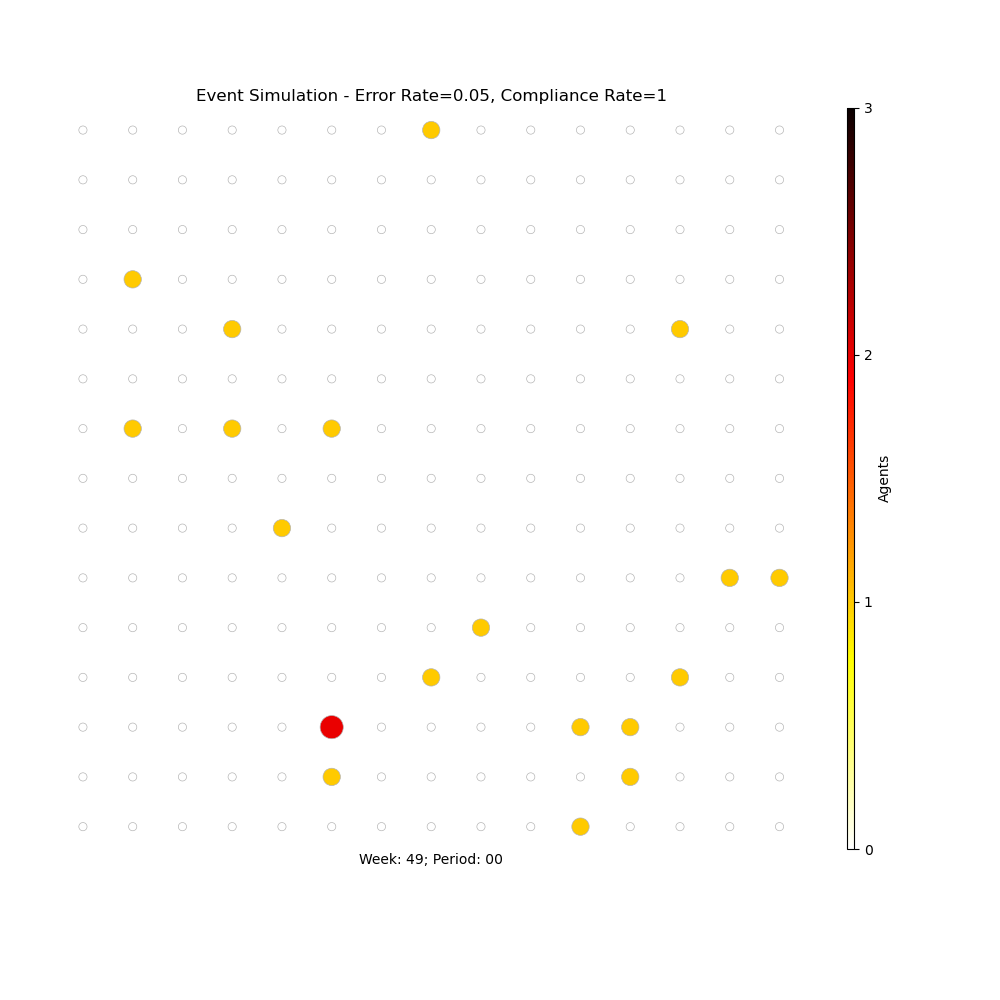 Event Simulation - Error Rate=0.05, Compliance Rate=1
3
2
Agents
1
0
Week: 49; Period: 00